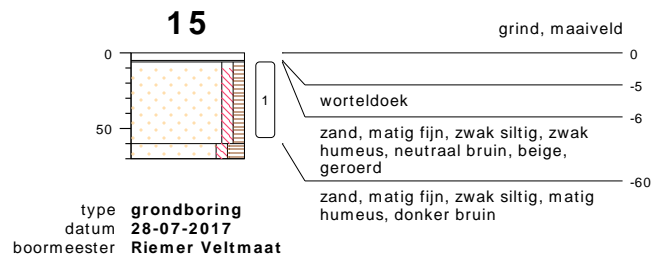 15
grind, maaiveld
0
0
-5
worteldoek
-6
1
zand, matig fijn, zwak siltig, zwak
humeus, neutraal bruin, beige,
geroerd
50
-60
zand, matig fijn, zwak siltig, matig
humeus, donker bruin
type grondboring
datum 28-07-2017
boormeester Riemer Veltmaat